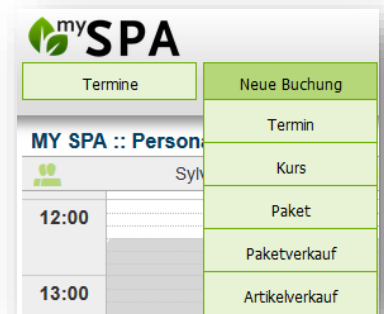 mySPA
Termine
Neue Buchung
Termin
MY SPA :: Persona
Kurs
Sylv
Paket
12:00
Paketverkauf
13:00
Artikelverkauf